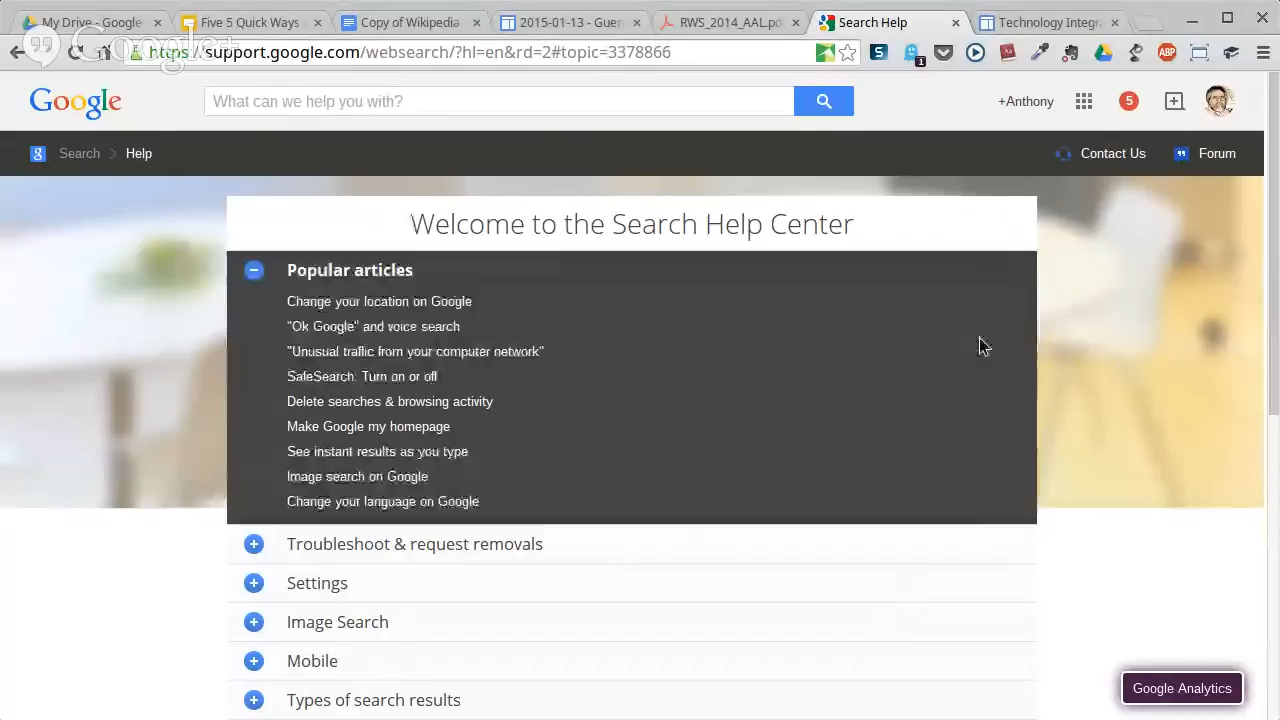 My Drive - Google
Five 5 Quick Ways
Copy of Wikipedia
2015-01-13 - Gue
RWS_2014_AAL.p
Search Help
Technology Integr
Google+
https://support.google.com/websearch/?hl=en&rd=2#topic=3378866
1
ABP
Google
What can we help you with?
+Anthony
5
Search
Help
Contact Us
Forum
Welcome to the Search Help Center
Popular articles
Change your location on Google
"Ok Google" and voice search
"Unusual traffic from your computer network"
SafeSearch: Turn on or off
Delete searches & browsing activity
Make Google my homepage
See instant results as you type
Image search on Google
Change your language on Google
Troubleshoot & request removals
Settings
Image Search
Mobile
Types of search results
Google Analytics